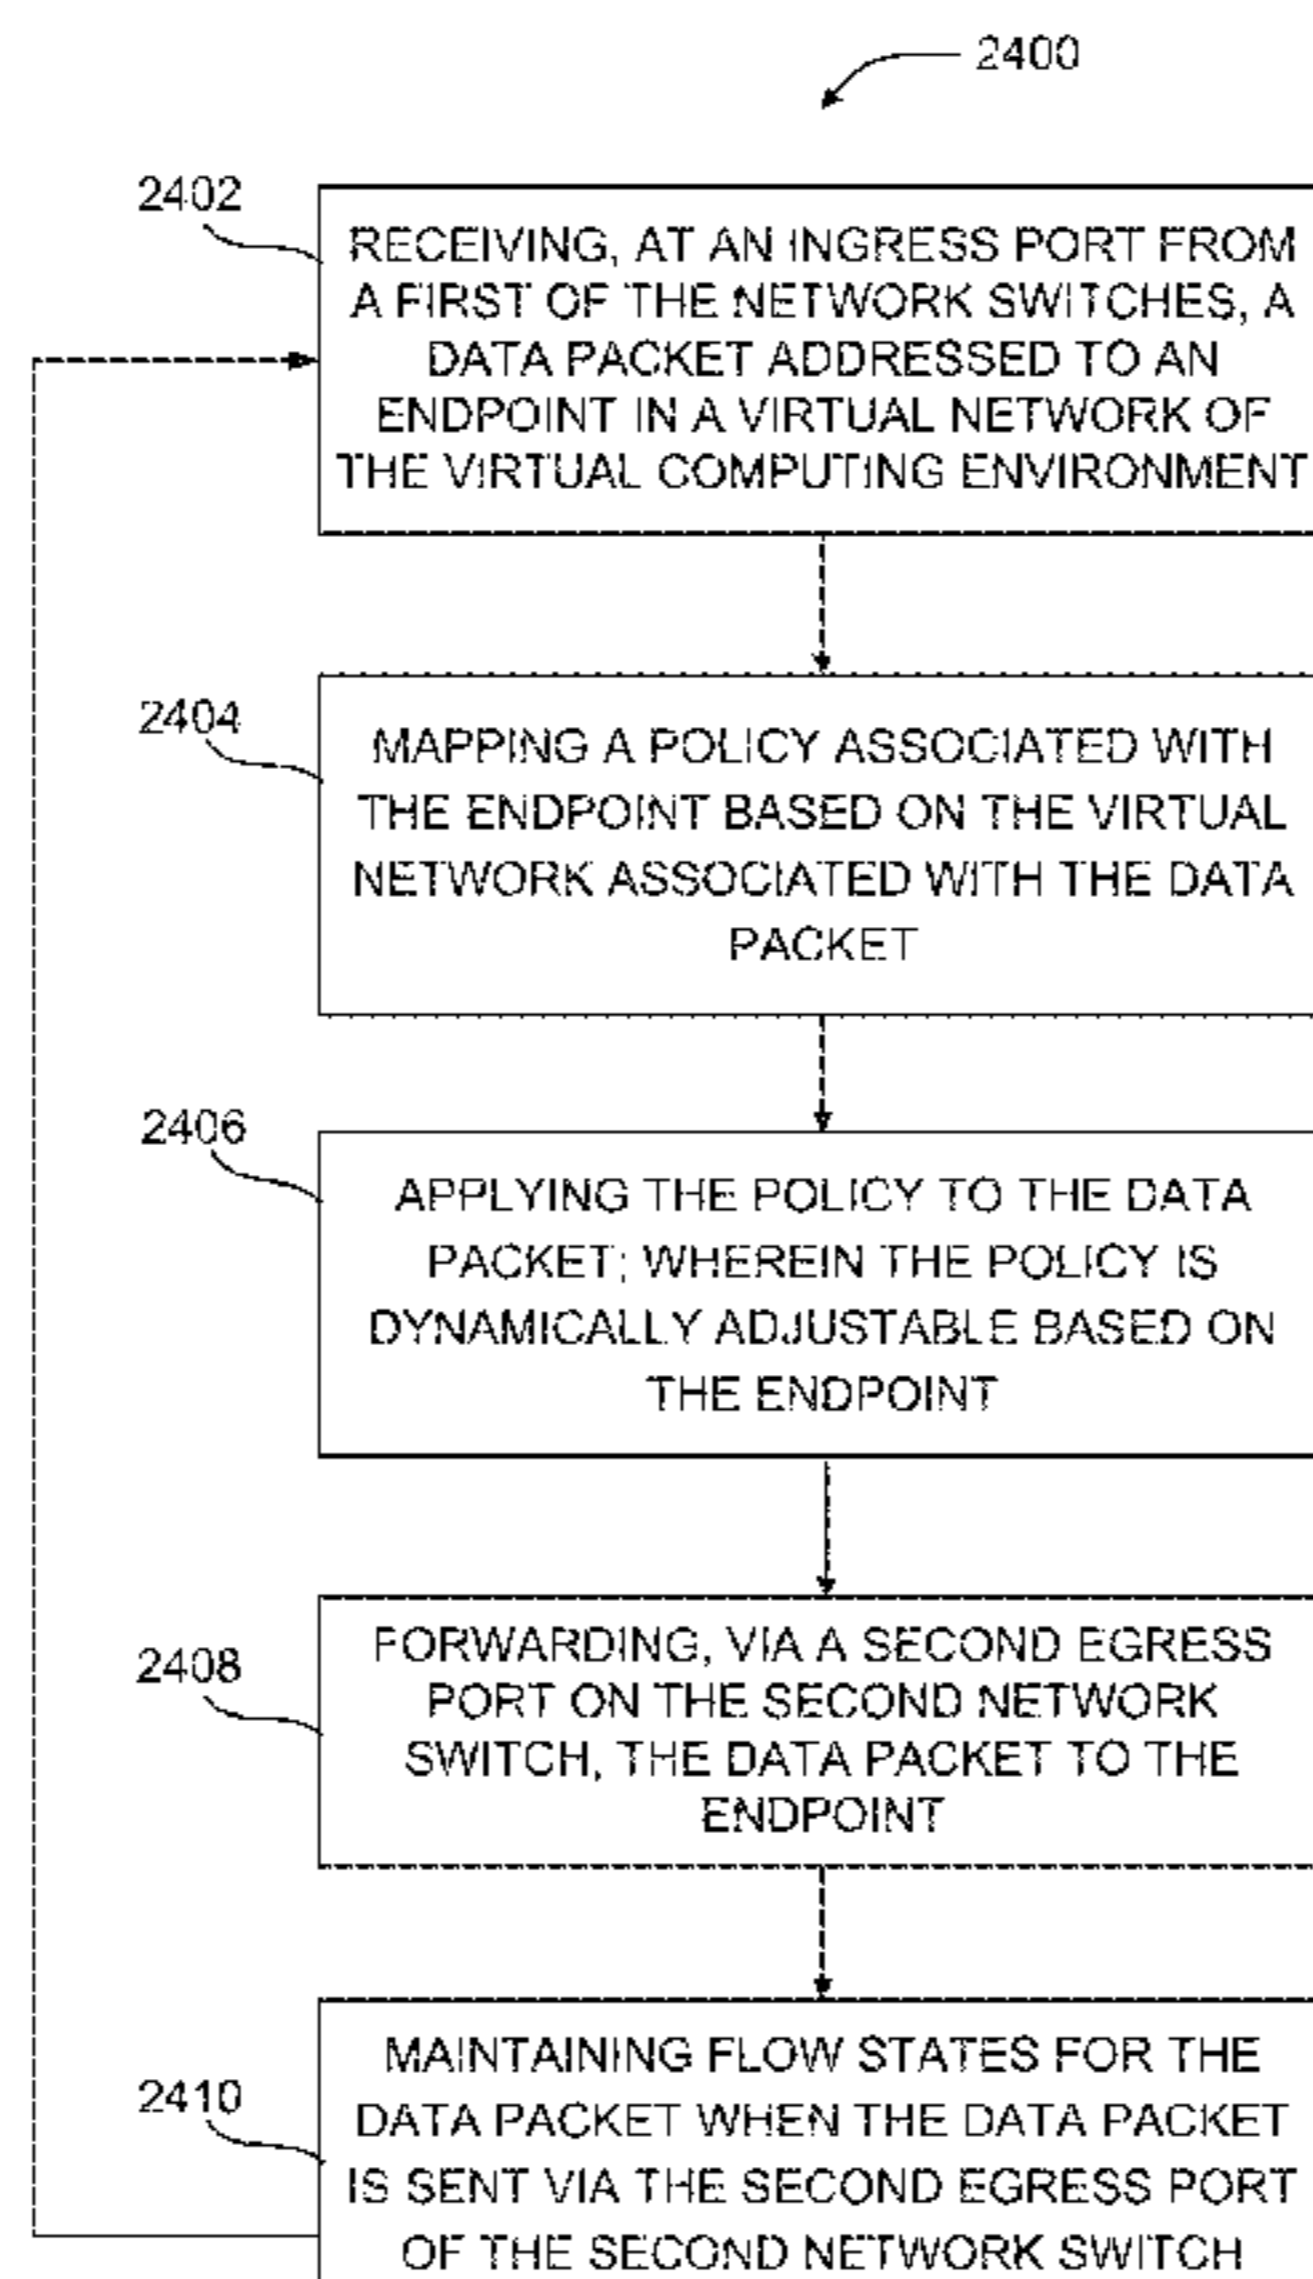 2400
2402
RECEIVING, AT AN INGRESS PORT FROM
A FIRST OF THE NETWORK SWITCHES, A
DATA PACKET ADDRESSED TO AN
ENDPOINT IN A VIRTUAL NETWORK OF
THE VIRTUAL COMPUTING ENVIRONMENT
2404
MAPPING A POLICY ASSOCIATED WITH
THE ENDPOINT BASED ON THE VIRTUAL
NETWORK ASSOCIATED WITH THE DATA
PACKET
2406
APPLYING THE POLICY TO THE DATA
PACKET; WHEREIN THE POLICY IS
DYNAMICALLY ADJUSTABLE BASED ON
THE ENDPOINT
2408
FORWARDING, VIA A SECOND EGRESS
PORT ON THE SECOND NETWORK
SWITCH, THE DATA PACKET TO THE
ENDPOINT
2410
MAINTAINING FLOW STATES FOR THE
DATA PACKET WHEN THE DATA PACKET
IS SENT VIA THE SECOND EGRESS PORT
OF THE SECOND NETWORK SWITCH